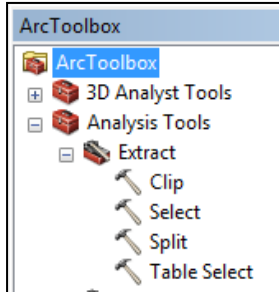 ArcToolbox
ArcToolbox
3D Analyst Tools
Analysis Tools
Extract
Clip
Select
Split
Table Select